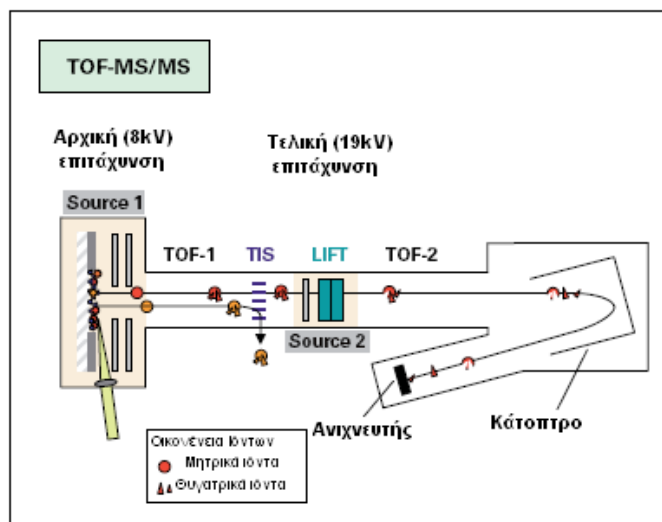 TOF-MS/MS
Αρχική (8kV)
επιτάχυνση
Τελική (19kV)
επιτάχυνση
Source 1
TOF-1
TIS
LIFT
TOF-2
Source 2
Ανιχνευτής
Κάτοπτρο
Οικογένεια Ιόντων
Μητρικά ιόντα
Θυγατρικά ιόντα